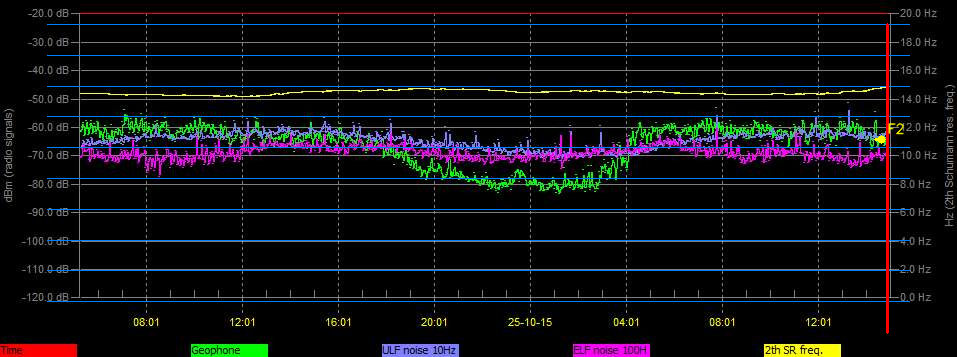 -20.0 dB 20.0 Hz
-30.0 dB 18.0 Hz
-40.0 dB 16.0 Hz
-50.0 dB 14.0 Hz
-60.0 dB 12.0 Hz
F2
-70.0 dB 10.0 Hz
-80.0 dB 8.0 Hz
-90.0 dB 6.0 Hz
-100.0 dB 4.0 Hz
-110.0 dB 2.0 Hz
-120.0 dB 0.0 Hz
dBm (radio signals)
Hz (2th Schumann res. freq.)
08:01 12:01 16:01 20:01 25-10-15 04:01 08:01 12:01
Time Geophone ULF noise 10Hz ELF noise 100H 2th SR freq.